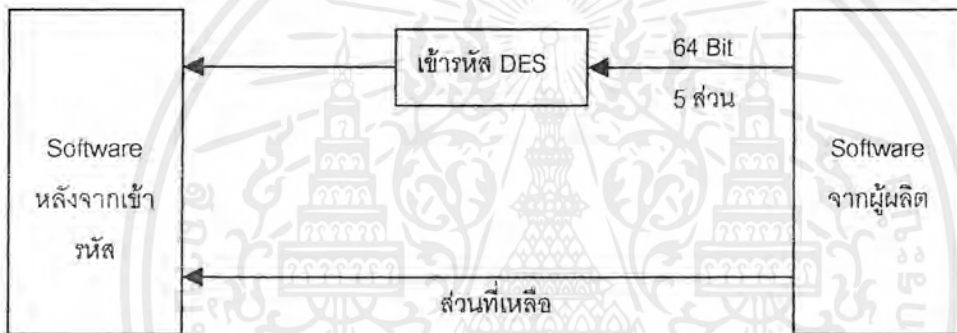 เข้ารหัส DES
64 Bit
5 ส่วน
Software
หลังจากเข้า
รหัส
Software
จากผู้ผลิต
ส่วนที่เหลือ